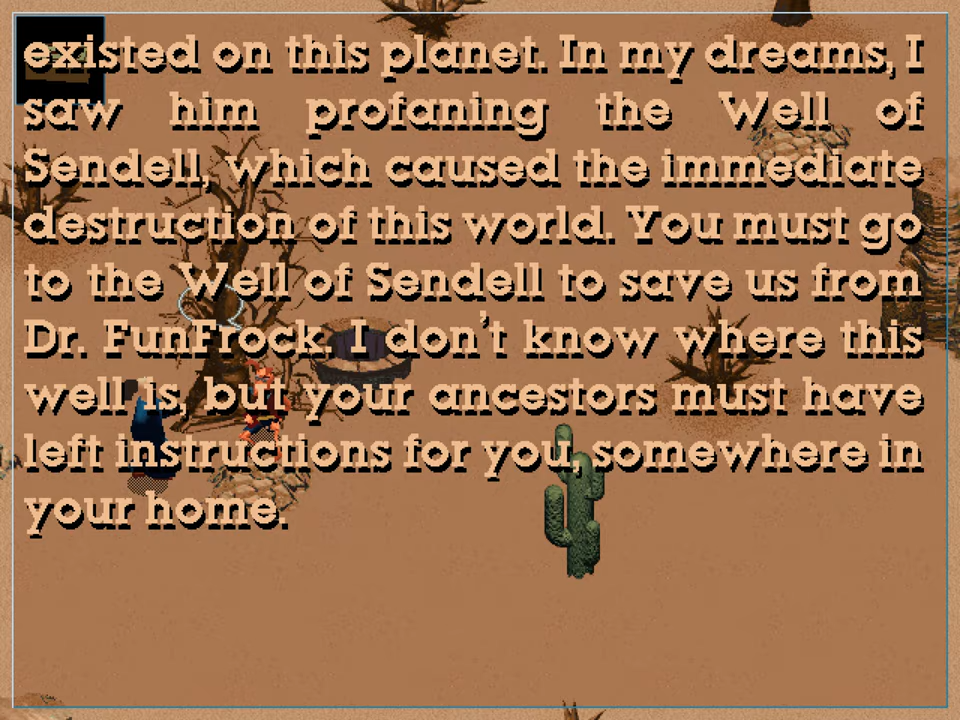 existed on this planet. In my dreams, I
saw him profaning the Well of
Sendell, which caused the immediate
destruction of this world. You must go
to the Well of Sendell to save us from
Dr. FunFrock. I don't know where this
well is, but your ancestors must have
left instructions for you, somewhere in
your home.